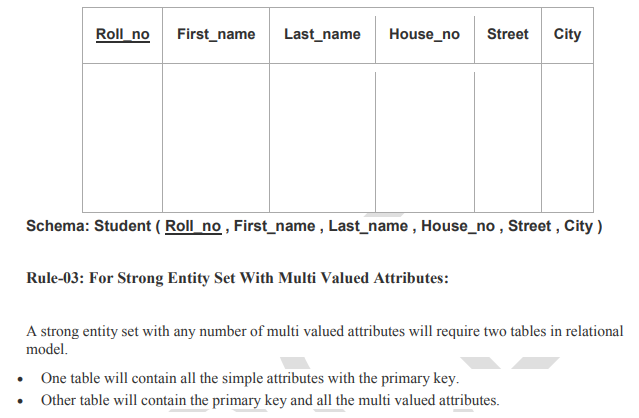 Roll_no First_name Last_name House_no Street City
Schema: Student ( Roll_no , First_name , Last_name , House_no , Street , City )
Rule-03: For Strong Entity Set With Multi Valued Attributes:
A strong entity set with any number of multi valued attributes will require two tables in relational
model.
• One table will contain all the simple attributes with the primary key.
• Other table will contain the primary key and all the multi valued attributes.